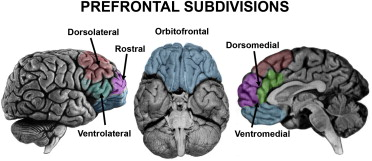 PREFRONTAL SUBDIVISIONS
Dorsolateral
Rostral
Ventrolateral
Orbitofrontal
Dorsomedial
Ventromedial